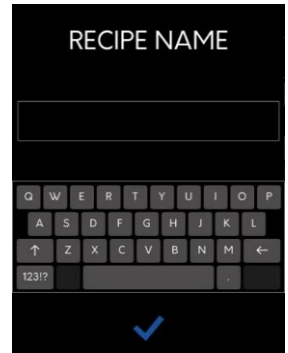 RECIPE NAME
Q W E R T Y U I O P
A S D F G H J K L
↑ Z X C V B N M ←
123!? .